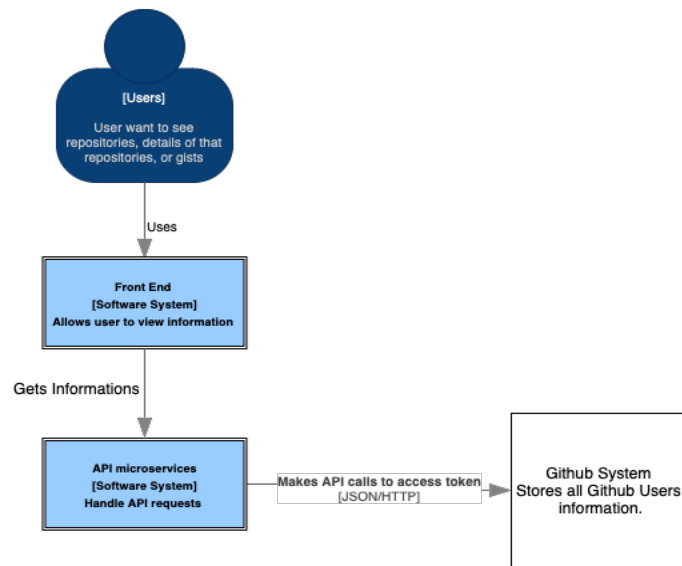 [Users]
User want to see
repositories, details of that
repositories, or gists
Uses
Front End
[Software System]
Allows user to view information
Gets Informations
API microservices
[Software System]
Handle API requests
Makes API calls to access token
[JSON/HTTP]
Github System
Stores all Github Users
information.